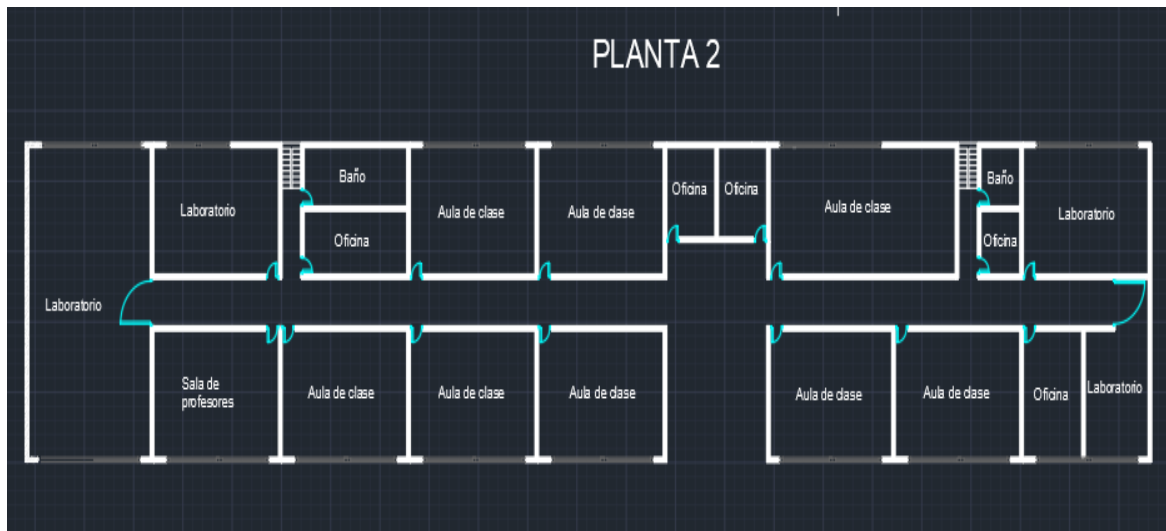 PLANTA 2
Laboratorio
Baño
Oficina
Aula de clase
Aula de clase
Oficina
Oficina
Aula de clase
Baño
Oficina
Laboratorio
Laboratorio
Sala de
profesores
Aula de clase
Aula de clase
Aula de clase
Aula de clase
Aula de clase
Oficina
Laboratorio